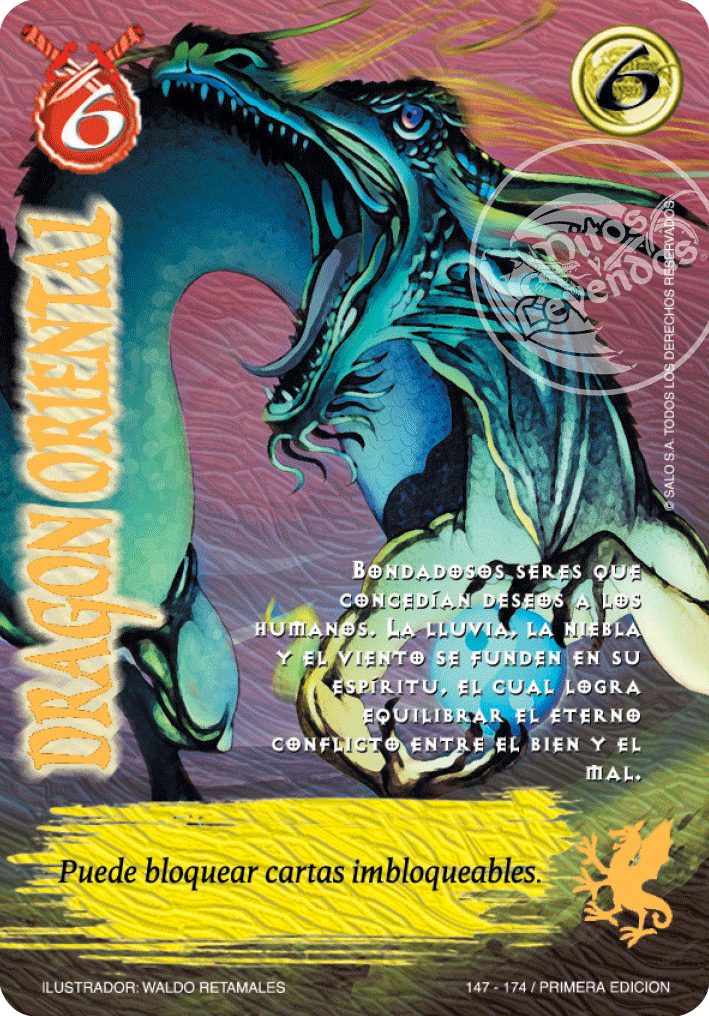 6
6
DRAGON ORIENTAL
Mitos
y
Leyendas
® SALO S.A. TODOS LOS DERECHOS RESERVADOS
Bondadosos seres que
concedían deseos a los
humanos. La lluvia, la niebla
y el viento se funden en su
espíritu, el cual logra
equilibrar el eterno
conflicto entre el bien y el
mal.
Puede bloquear cartas imbloqueables.
ILUSTRADOR: WALDO RETAMALES
147 - 174 / PRIMERA EDICION